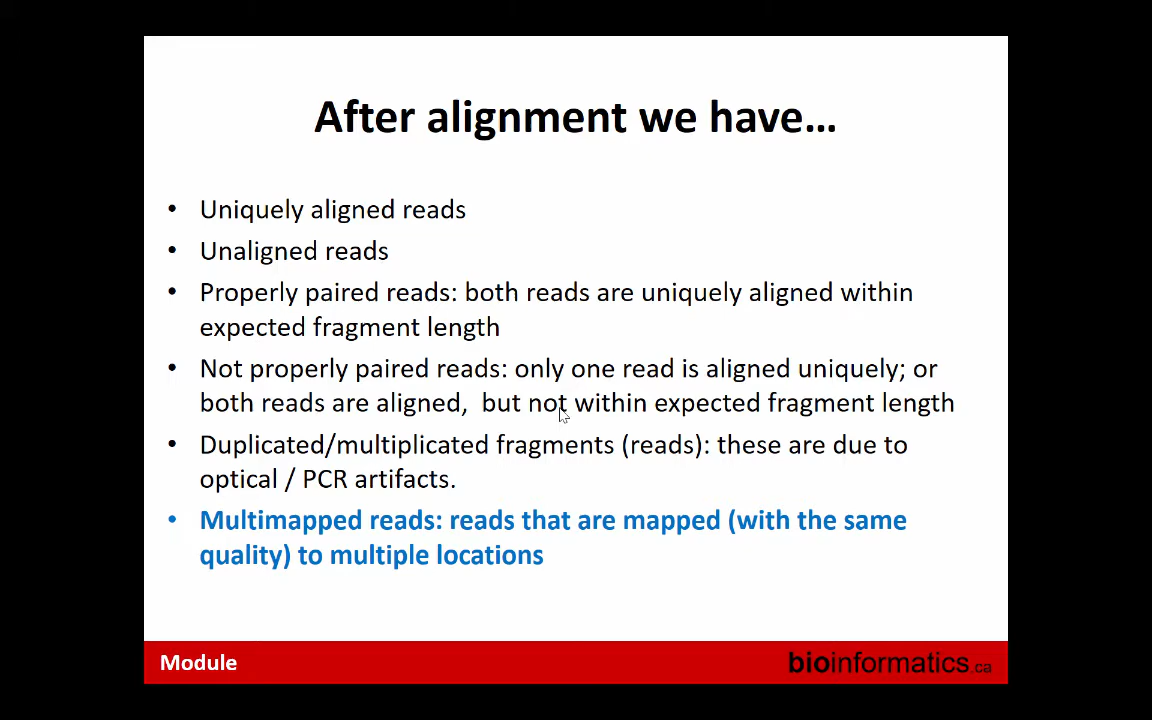 After alignment we have…
• Uniquely aligned reads
• Unaligned reads
• Properly paired reads: both reads are uniquely aligned within
expected fragment length
• Not properly paired reads: only one read is aligned uniquely; or
both reads are aligned,  but not within expected fragment length
• Duplicated/multiplicated fragments (reads): these are due to
optical / PCR artifacts.
• Multimapped reads: reads that are mapped (with the same
quality) to multiple locations
Module
bioinformatics.ca